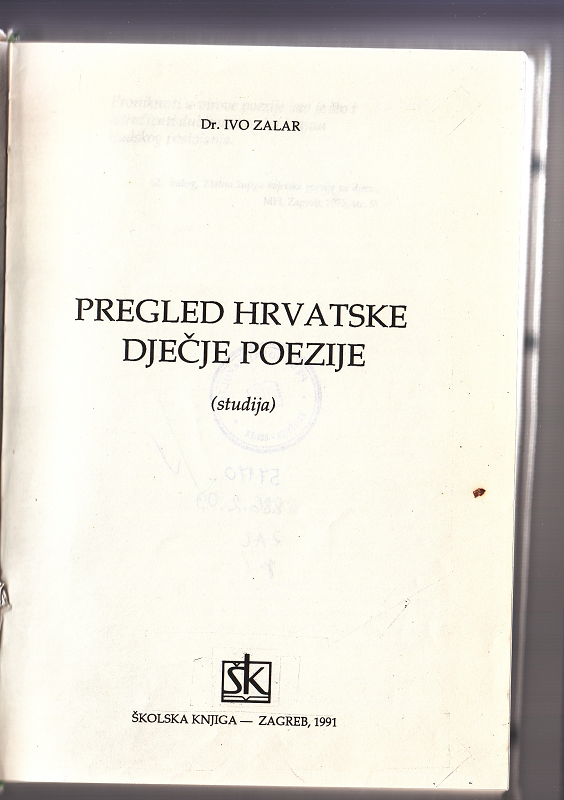 Dr. IVO ZALAR
PREGLED HRVATSKE
DJEČJE POEZIJE
(studija)
ŠK
ŠKOLSKA KNJIGA — ZAGREB, 1991